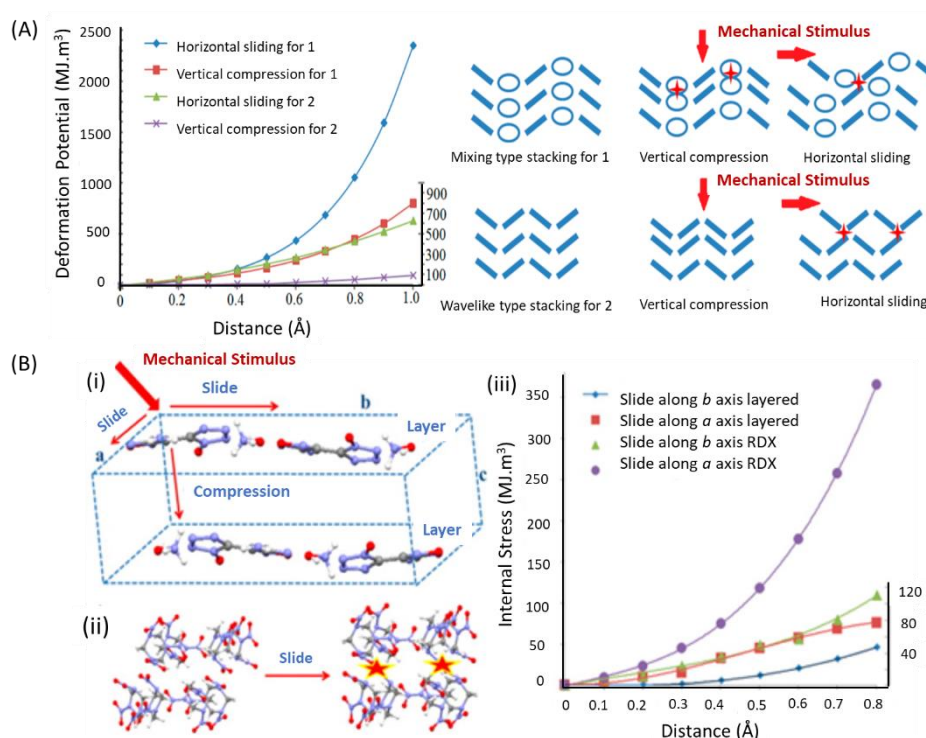 (A)
Deformation Potential (MJ.m³)
2500
2000
1500
1000
500
0
Horizontal sliding for 1
Vertical compression for 1
Horizontal sliding for 2
Vertical compression for 2
900
700
500
300
100
0 0.2 0.4 0.6 0.8 1.0
Distance (Å)
Mechanical Stimulus
Mixing type stacking for 1
Vertical compression
Horizontal sliding
Mechanical Stimulus
Wavelike type stacking for 2
Vertical compression
Horizontal sliding
(B)
Mechanical Stimulus
(i)
Slide
Slide
b
a
Layer
c
Compression
Layer
(ii)
Slide
(iii)
Internal Stress (MJ.m³)
350
300
250
200
150
100
50
0
Slide along b axis layered
Slide along a axis layered
Slide along b axis RDX
Slide along a axis RDX
120
80
40
0 0.1 0.2 0.3 0.4 0.5 0.6 0.7 0.8
Distance (Å)